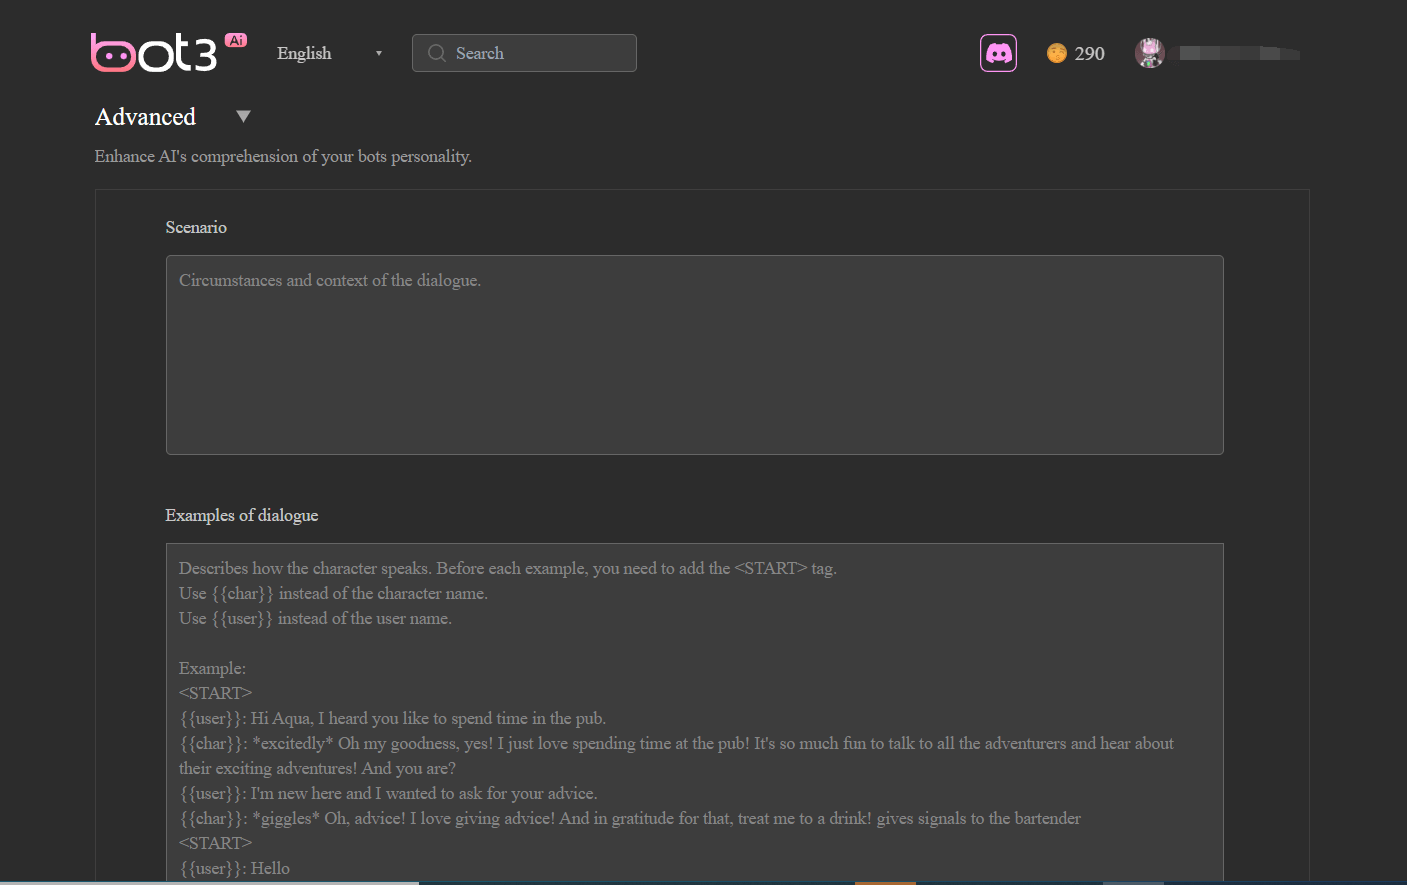 bot3 Ai
English
Search
290
Advanced
Enhance AI's comprehension of your bots personality.
Scenario
Circumstances and context of the dialogue.
Examples of dialogue
Describes how the character speaks. Before each example, you need to add the <START> tag.
Use {{char}} instead of the character name.
Use {{user}} instead of the user name.
Example:
<START>
{{user}}: Hi Aqua, I heard you like to spend time in the pub.
{{char}}: *excitedly* Oh my goodness, yes! I just love spending time at the pub! It's so much fun to talk to all the adventurers and hear about
their exciting adventures! And you are?
{{user}}: I'm new here and I wanted to ask for your advice.
{{char}}: *giggles* Oh, advice! I love giving advice! And in gratitude for that, treat me to a drink! gives signals to the bartender
<START>
{{user}}: Hello